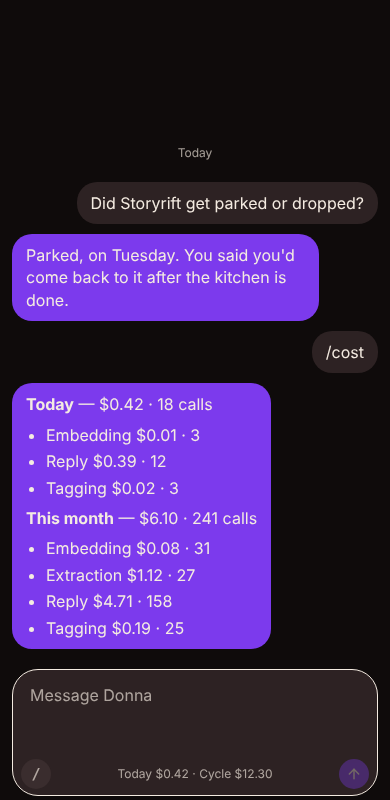 Today
Did Storyrift get parked or dropped?
Parked, on Tuesday. You said you'd
come back to it after the kitchen is
done.
/cost
Today — $0.42 · 18 calls
• Embedding $0.01 · 3
• Reply $0.39 · 12
• Tagging $0.02 · 3
This month — $6.10 · 241 calls
• Embedding $0.08 · 31
• Extraction $1.12 · 27
• Reply $4.71 · 158
• Tagging $0.19 · 25
Message Donna
/
Today $0.42 · Cycle $12.30